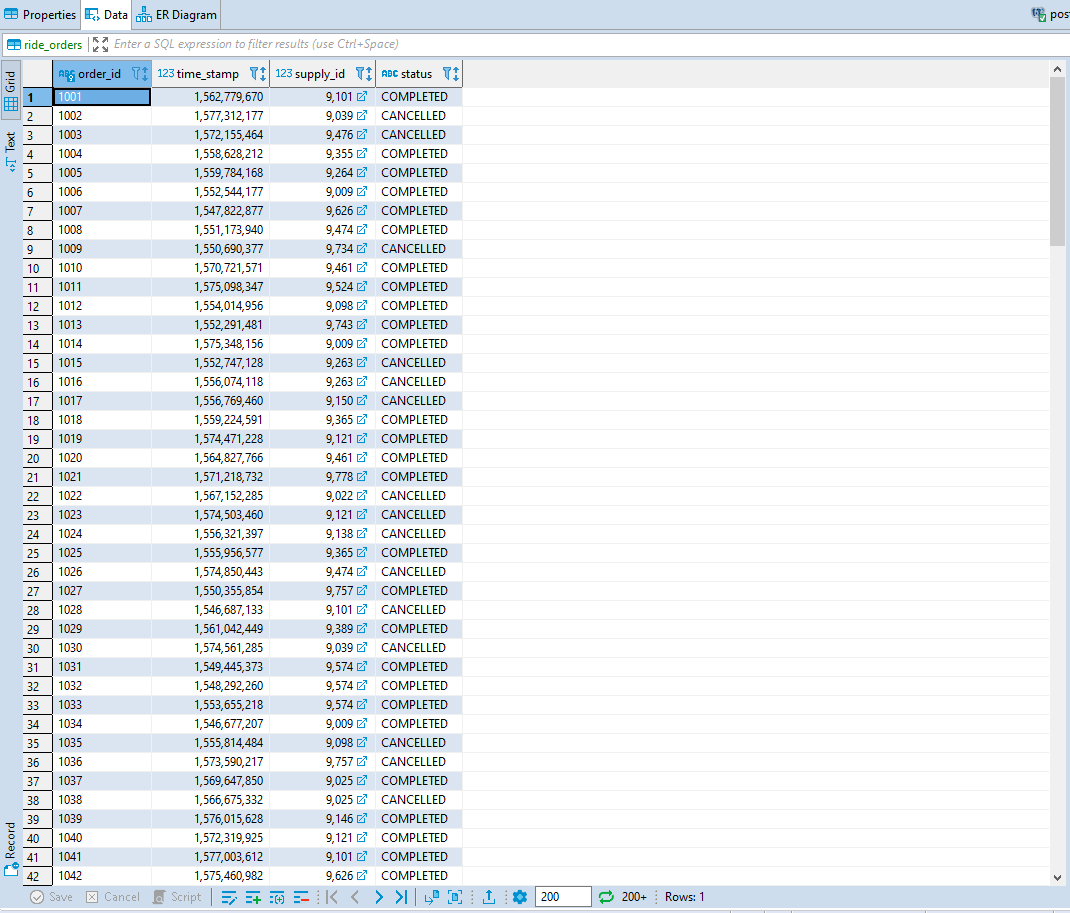 Properties Data ER Diagram pos
ride_orders Enter a SQL expression to filter results (use Ctrl+Space)
Grid
Text
Record
ABC order_id 123 time_stamp 123 supply_id ABC status
1 1001 1,562,779,670 9,101 COMPLETED
2 1002 1,577,312,177 9,039 CANCELLED
3 1003 1,572,155,464 9,476 CANCELLED
4 1004 1,558,628,212 9,355 COMPLETED
5 1005 1,559,784,168 9,264 COMPLETED
6 1006 1,552,544,177 9,009 COMPLETED
7 1007 1,547,822,877 9,626 COMPLETED
8 1008 1,551,173,940 9,474 COMPLETED
9 1009 1,550,690,377 9,734 CANCELLED
10 1010 1,570,721,571 9,461 COMPLETED
11 1011 1,575,098,347 9,524 COMPLETED
12 1012 1,554,014,956 9,098 COMPLETED
13 1013 1,552,291,481 9,743 COMPLETED
14 1014 1,575,348,156 9,009 COMPLETED
15 1015 1,552,747,128 9,263 CANCELLED
16 1016 1,556,074,118 9,263 CANCELLED
17 1017 1,556,769,460 9,150 CANCELLED
18 1018 1,559,224,591 9,365 COMPLETED
19 1019 1,574,471,228 9,121 COMPLETED
20 1020 1,564,827,766 9,461 COMPLETED
21 1021 1,571,218,732 9,778 COMPLETED
22 1022 1,567,152,285 9,022 CANCELLED
23 1023 1,574,503,460 9,121 CANCELLED
24 1024 1,556,321,397 9,138 CANCELLED
25 1025 1,555,956,577 9,365 COMPLETED
26 1026 1,574,850,443 9,474 CANCELLED
27 1027 1,550,355,854 9,757 COMPLETED
28 1028 1,546,687,133 9,101 CANCELLED
29 1029 1,561,042,449 9,389 COMPLETED
30 1030 1,574,561,285 9,039 CANCELLED
31 1031 1,549,445,373 9,574 COMPLETED
32 1032 1,548,292,260 9,574 COMPLETED
33 1033 1,553,655,218 9,574 COMPLETED
34 1034 1,546,677,207 9,009 COMPLETED
35 1035 1,555,814,484 9,098 CANCELLED
36 1036 1,573,590,217 9,757 CANCELLED
37 1037 1,569,647,850 9,025 COMPLETED
38 1038 1,566,675,332 9,025 CANCELLED
39 1039 1,576,015,628 9,146 COMPLETED
40 1040 1,572,319,925 9,121 COMPLETED
41 1041 1,577,003,612 9,101 COMPLETED
42 1042 1,575,460,982 9,626 COMPLETED
Save Cancel Script 200 200+ Rows: 1